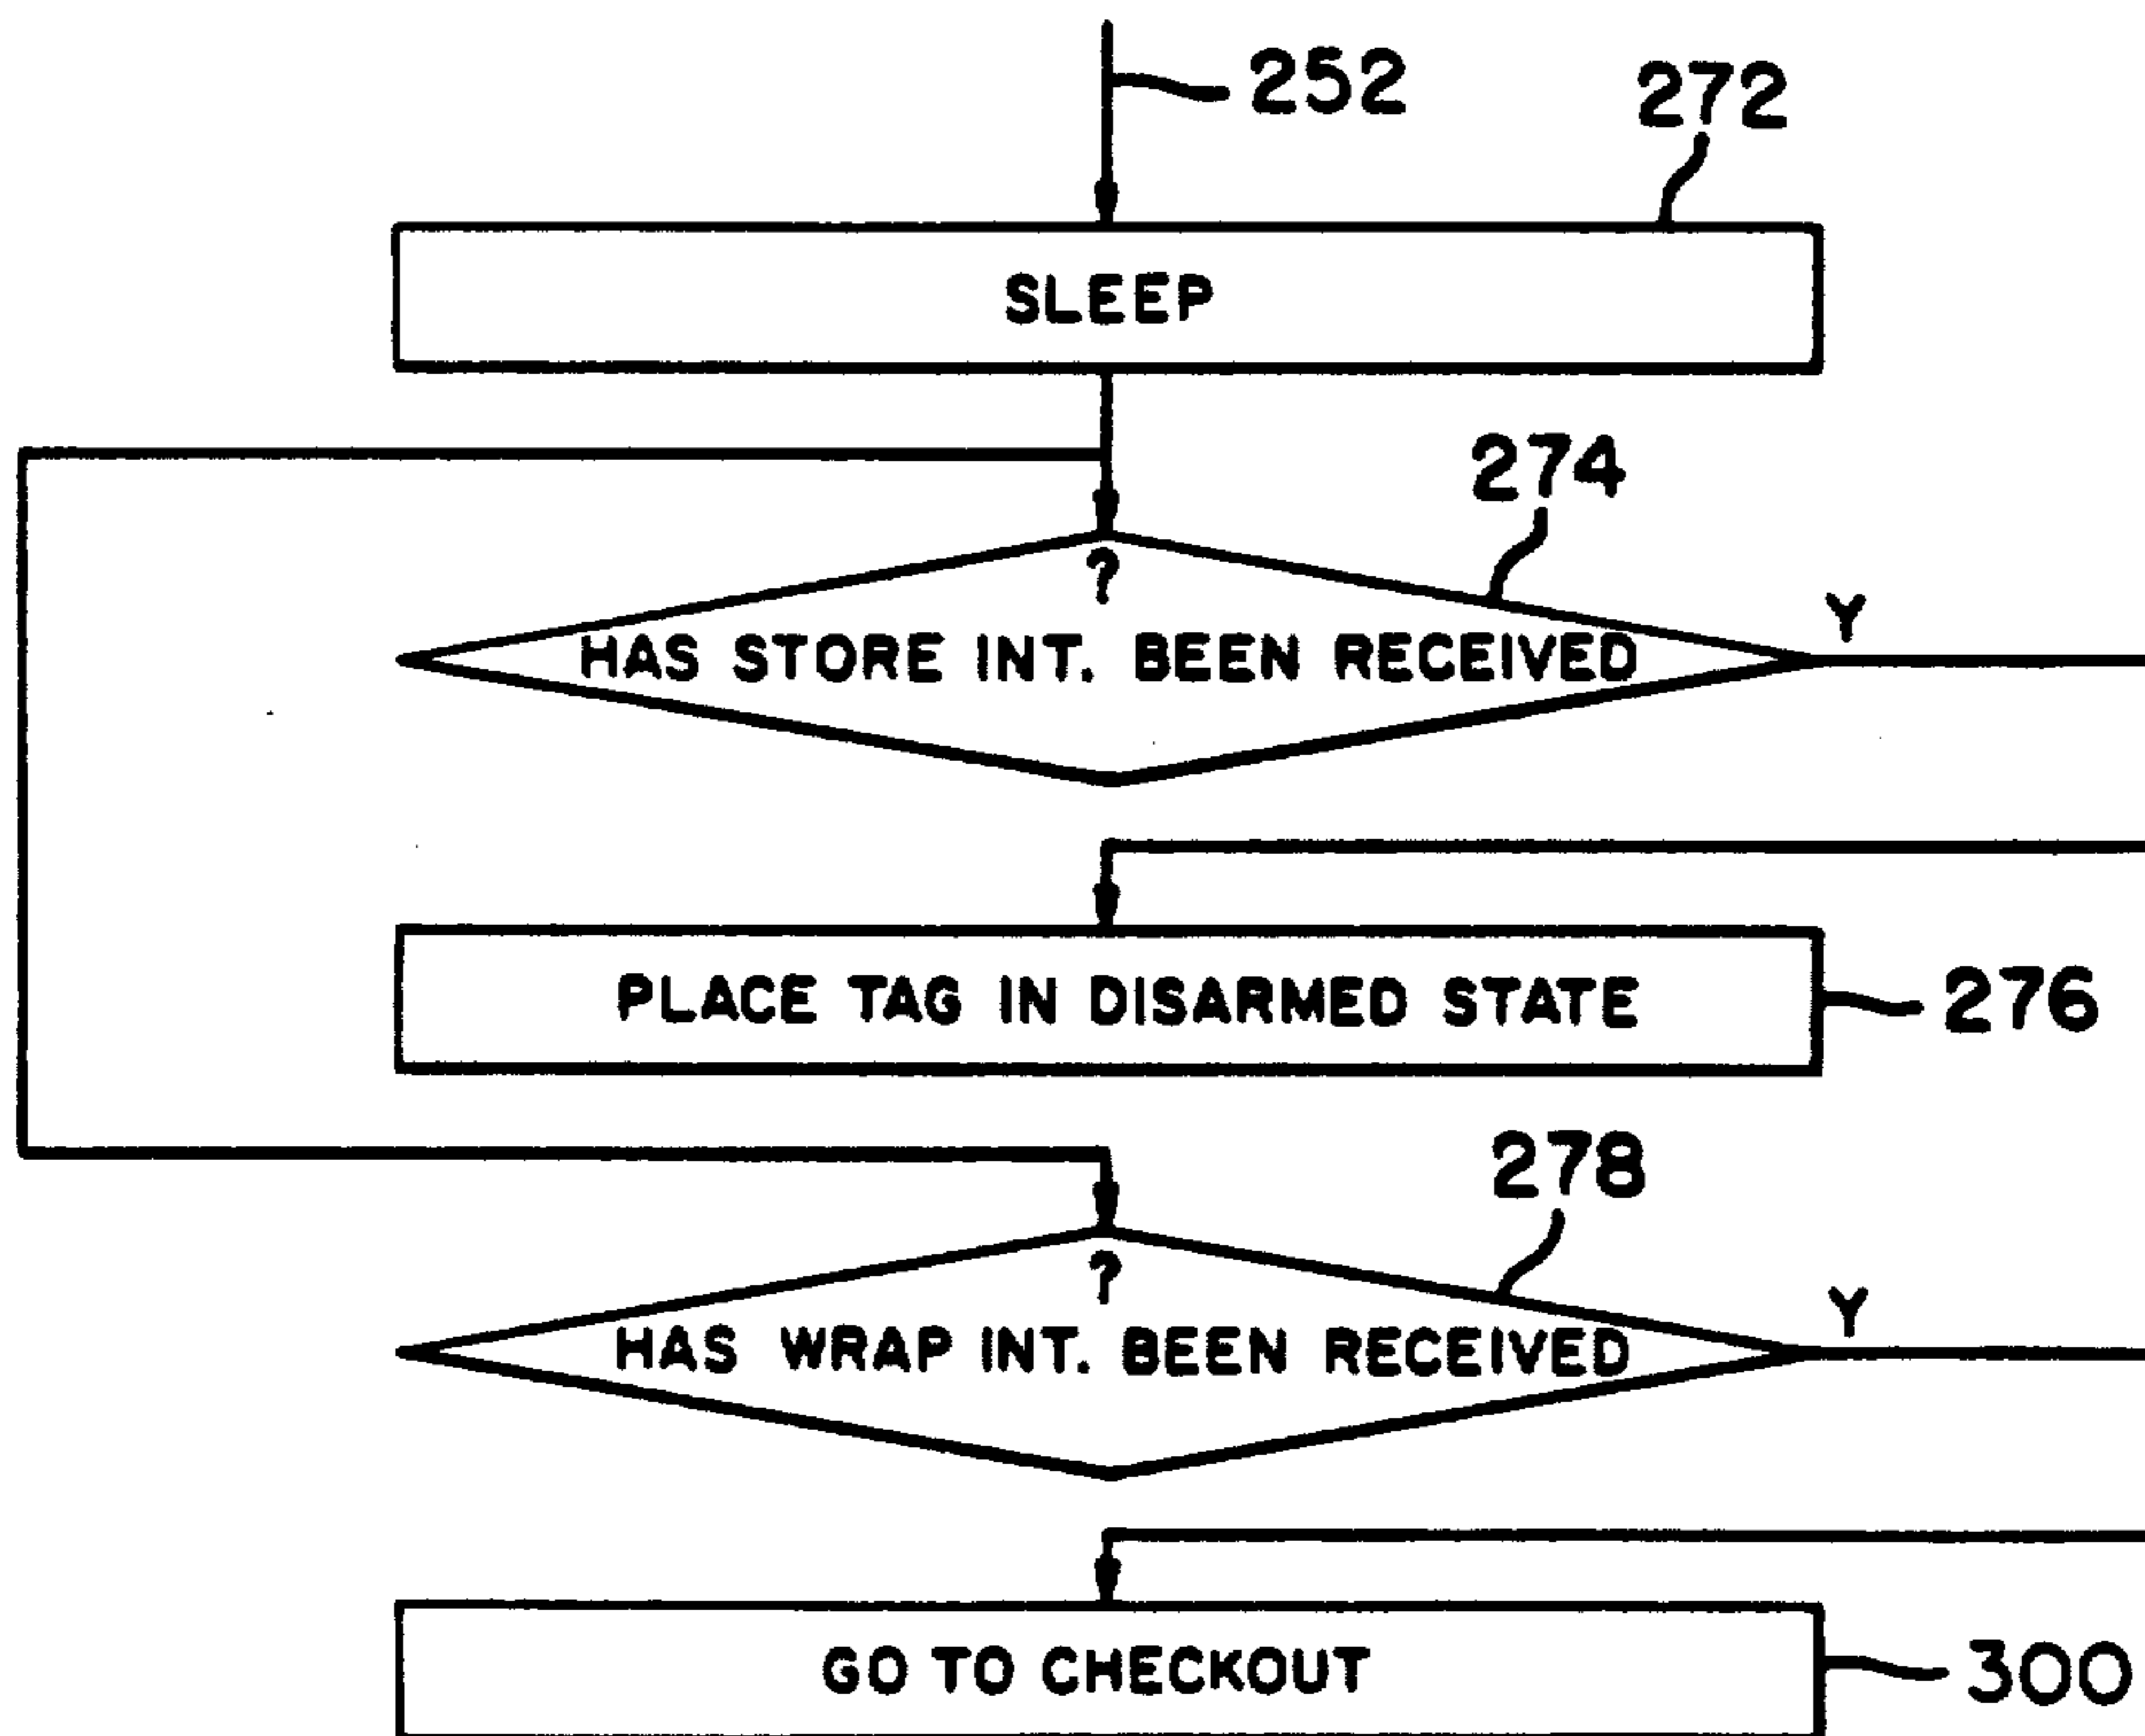 252
272
SLEEP
274
?
HAS STORE INT. BEEN RECEIVED
Y
PLACE TAG IN DISARMED STATE
276
278
?
HAS WRAP INT. BEEN RECEIVED
Y
GO TO CHECKOUT
300